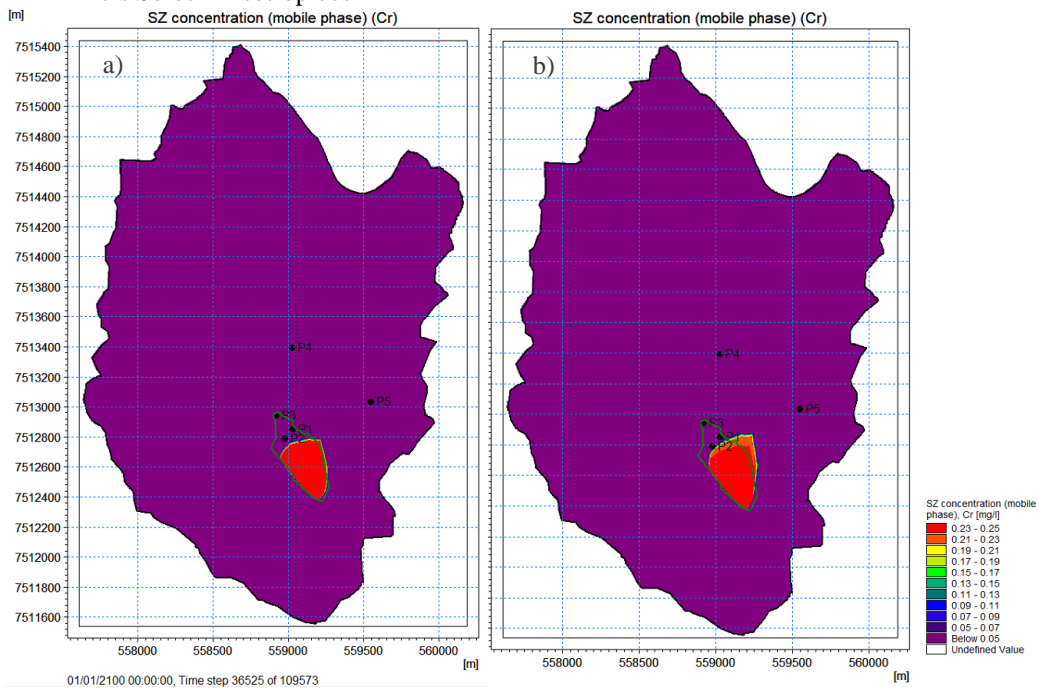 [m]
SZ concentration (mobile phase) (Cr)
SZ concentration (mobile phase) (Cr)
a)
b)
7515400
7515200
7515000
7514800
7514600
7514400
7514200
7514000
7513800
7513600
7513400
7513200
7513000
7512800
7512600
7512400
7512200
7512000
7511800
7511600
P4
P5
P3
P1
P2
P4
P5
P3
P1
P2
558000
558500
559000
559500
560000
[m]
558000
558500
559000
559500
560000
[m]
01/01/2100 00:00:00, Time step 36525 of 109573
SZ concentration (mobile
phase), Cr [mg/l]
0.23 - 0.25
0.21 - 0.23
0.19 - 0.21
0.17 - 0.19
0.15 - 0.17
0.13 - 0.15
0.11 - 0.13
0.09 - 0.11
0.07 - 0.09
0.05 - 0.07
Below 0.05
Undefined Value